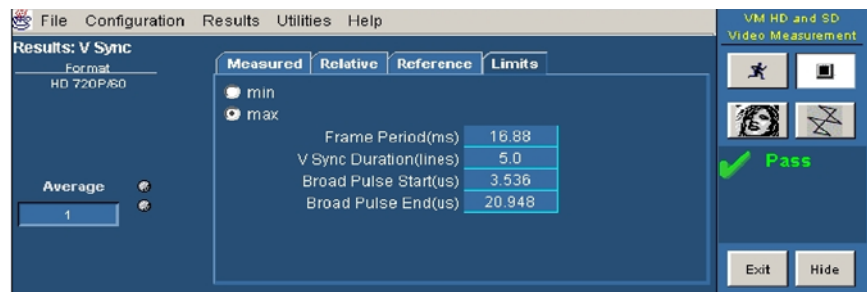 File Configuration Results Utilities Help
Results: V Sync
Format
HD 720P/60
Average
1
Measured Relative Reference Limits
min
max
Frame Period(ms) 16.88
V Sync Duration(lines) 5.0
Broad Pulse Start(us) 3.536
Broad Pulse End(us) 20.948
VM HD and SD
Video Measurement
Pass
Exit Hide